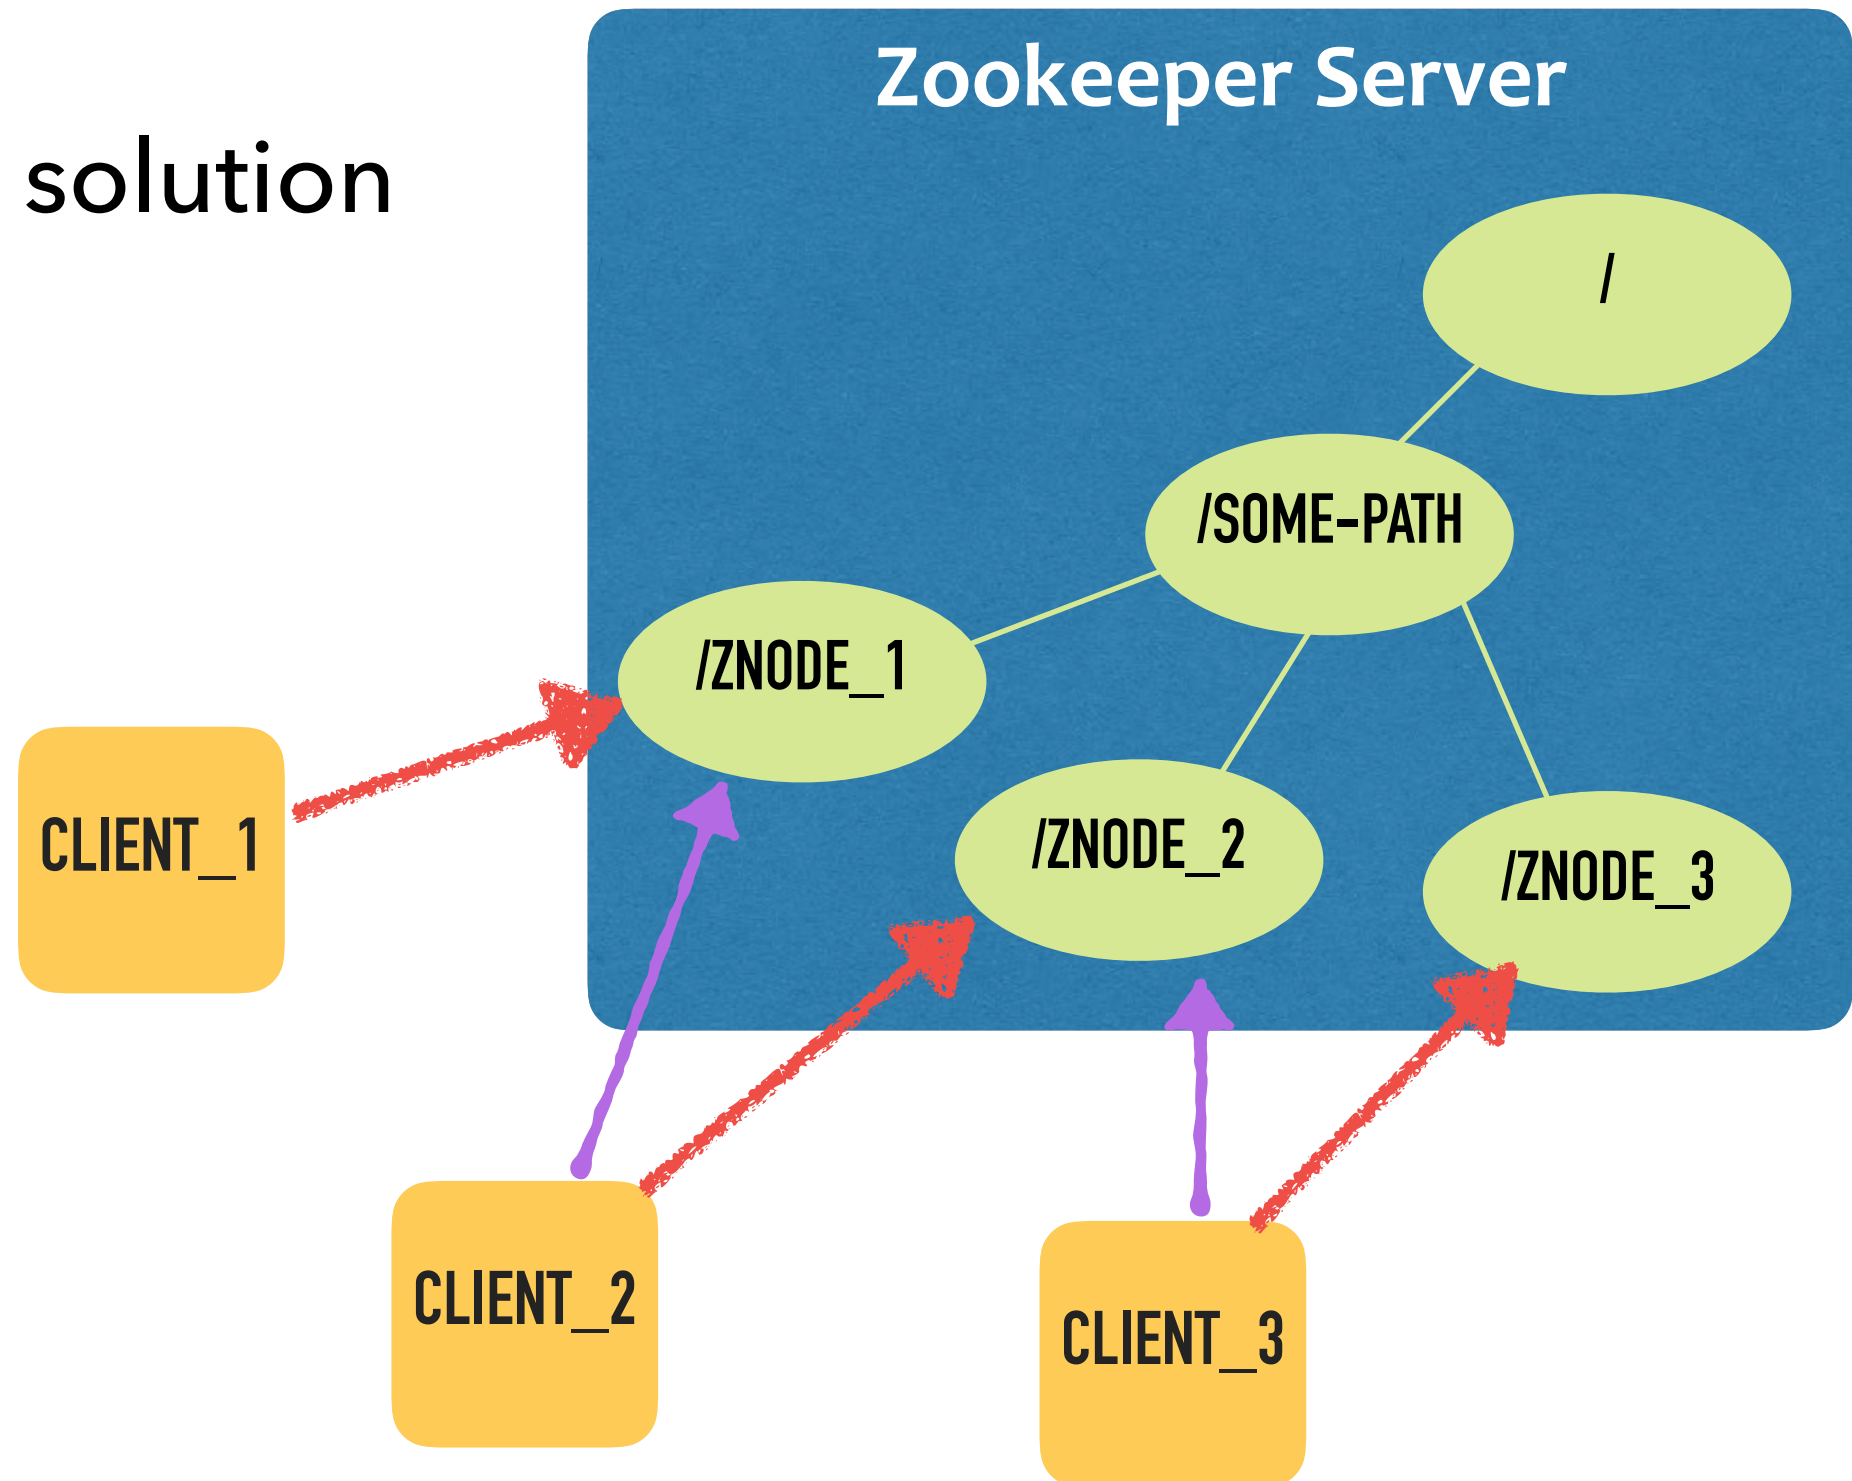 Zookeeper Server
solution
/
/SOME-PATH
/ZNODE_1
/ZNODE_2
/ZNODE_3
CLIENT_1
CLIENT_2
CLIENT_3